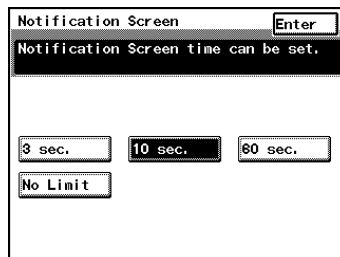 Notification Screen Enter
Notification Screen time can be set.
3 sec. 10 sec. 60 sec.
No Limit